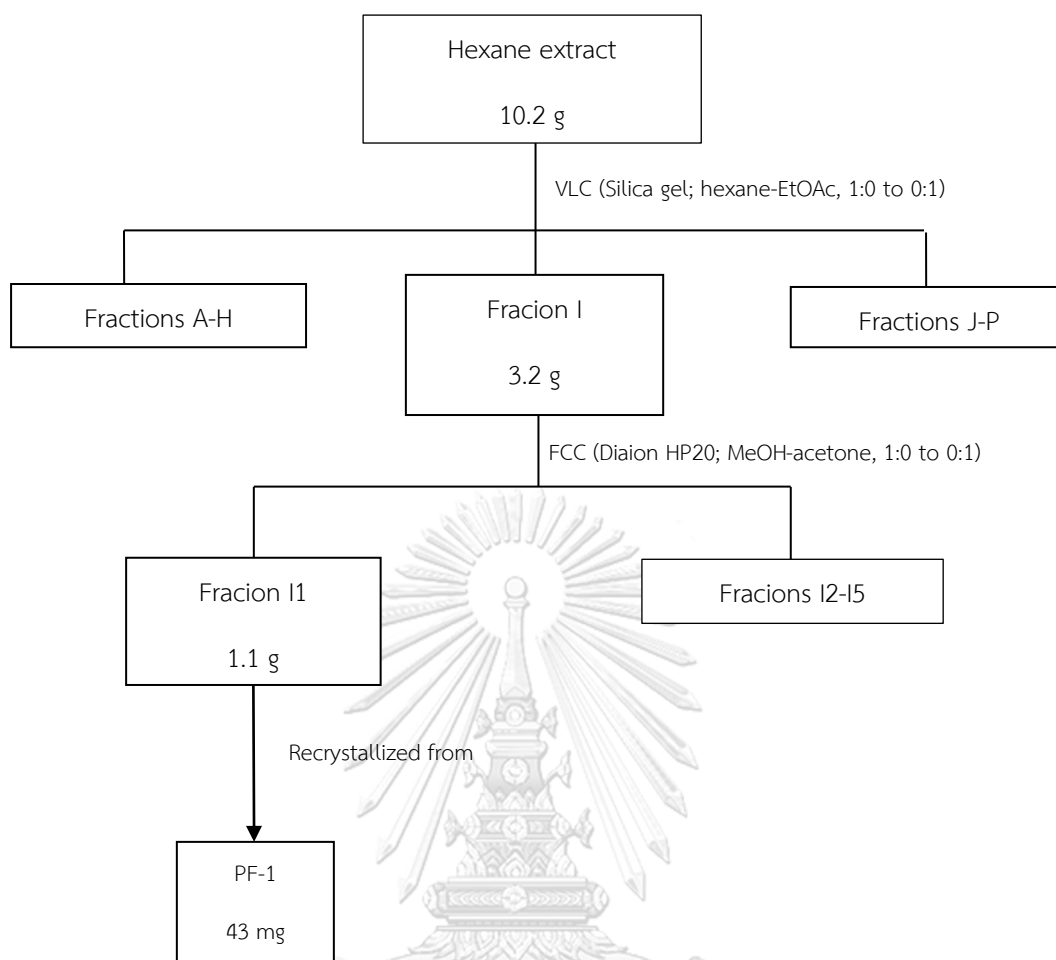 Hexane extract
10.2 g
VLC (Silica gel; hexane-EtOAc, 1:0 to 0:1)
Fractions A-H
Fracion I
3.2 g
Fractions J-P
FCC (Diaion HP20; MeOH-acetone, 1:0 to 0:1)
Fracion I1
1.1 g
Fracions I2-I5
Recrystallized from
PF-1
43 mg